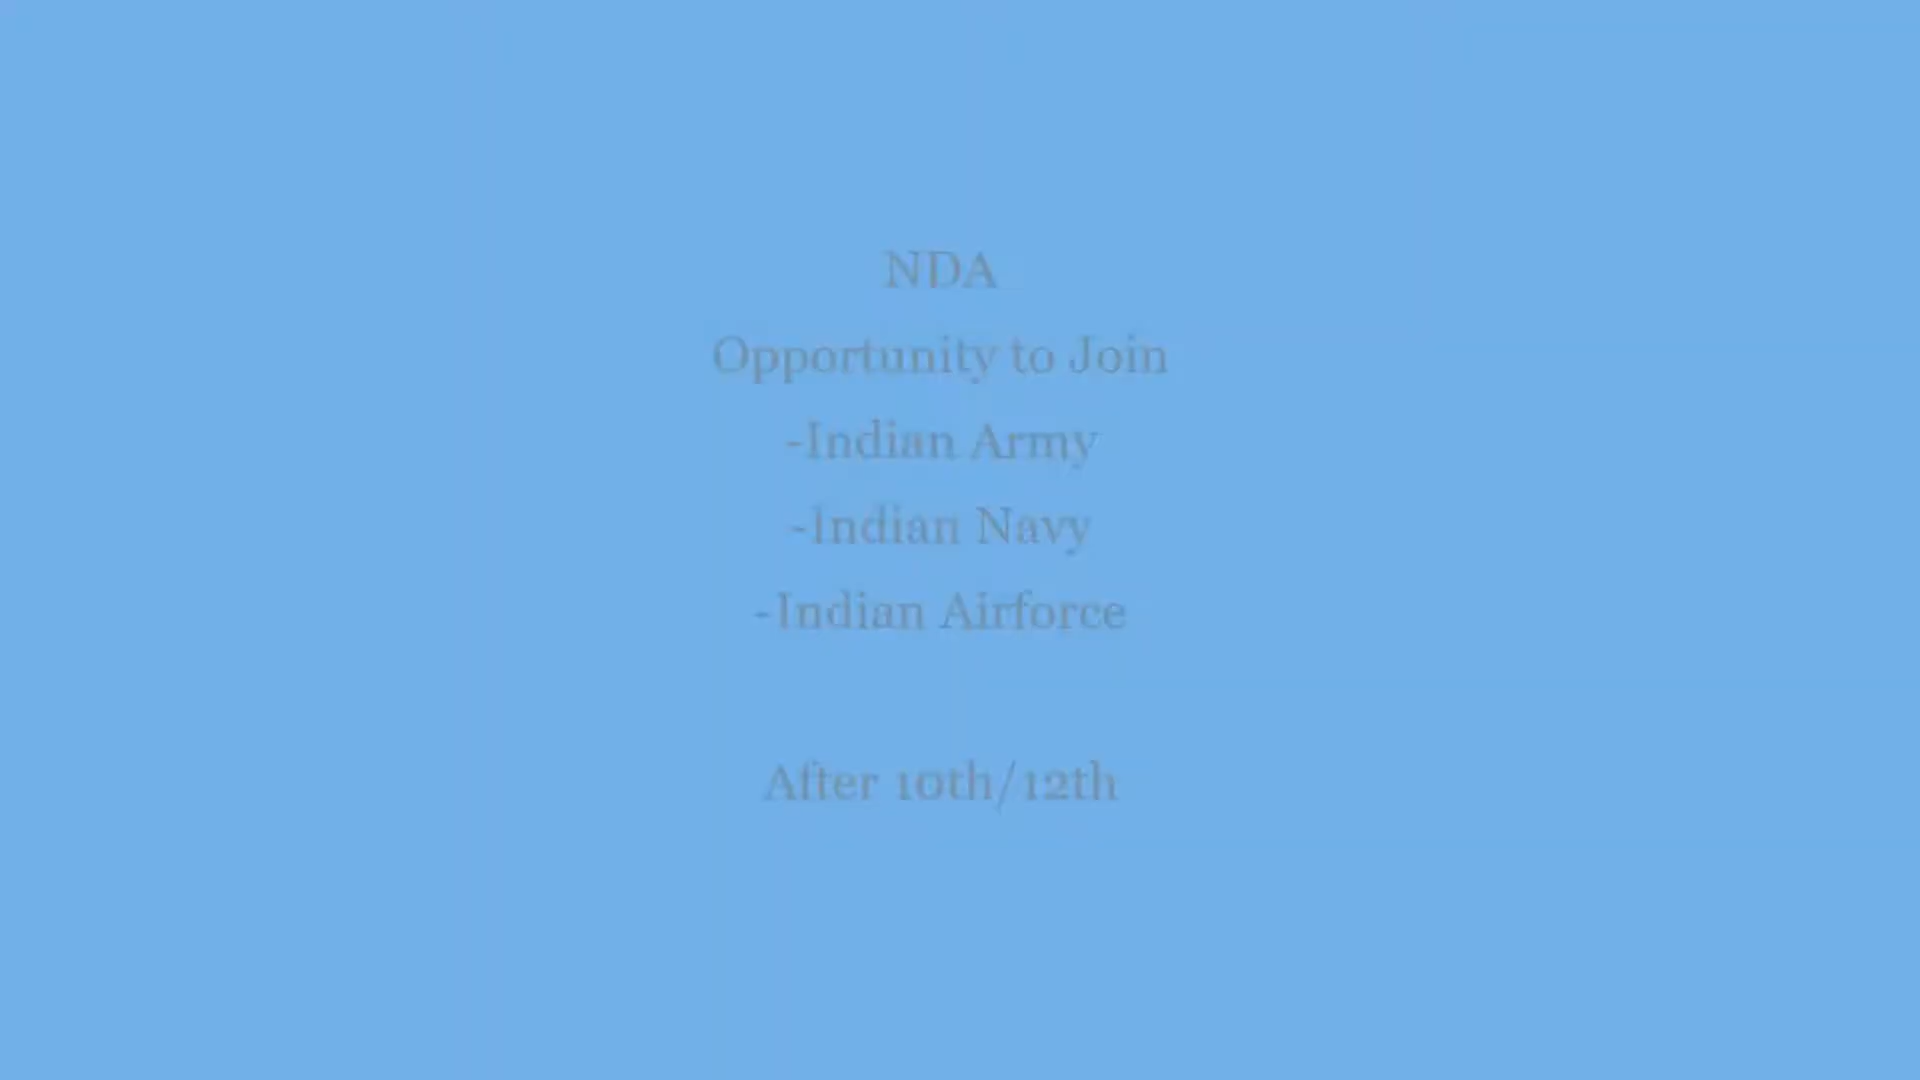 NDA
Opportunity to Join
-Indian Army
-Indian Navy
-Indian Airforce
After 10th/12th